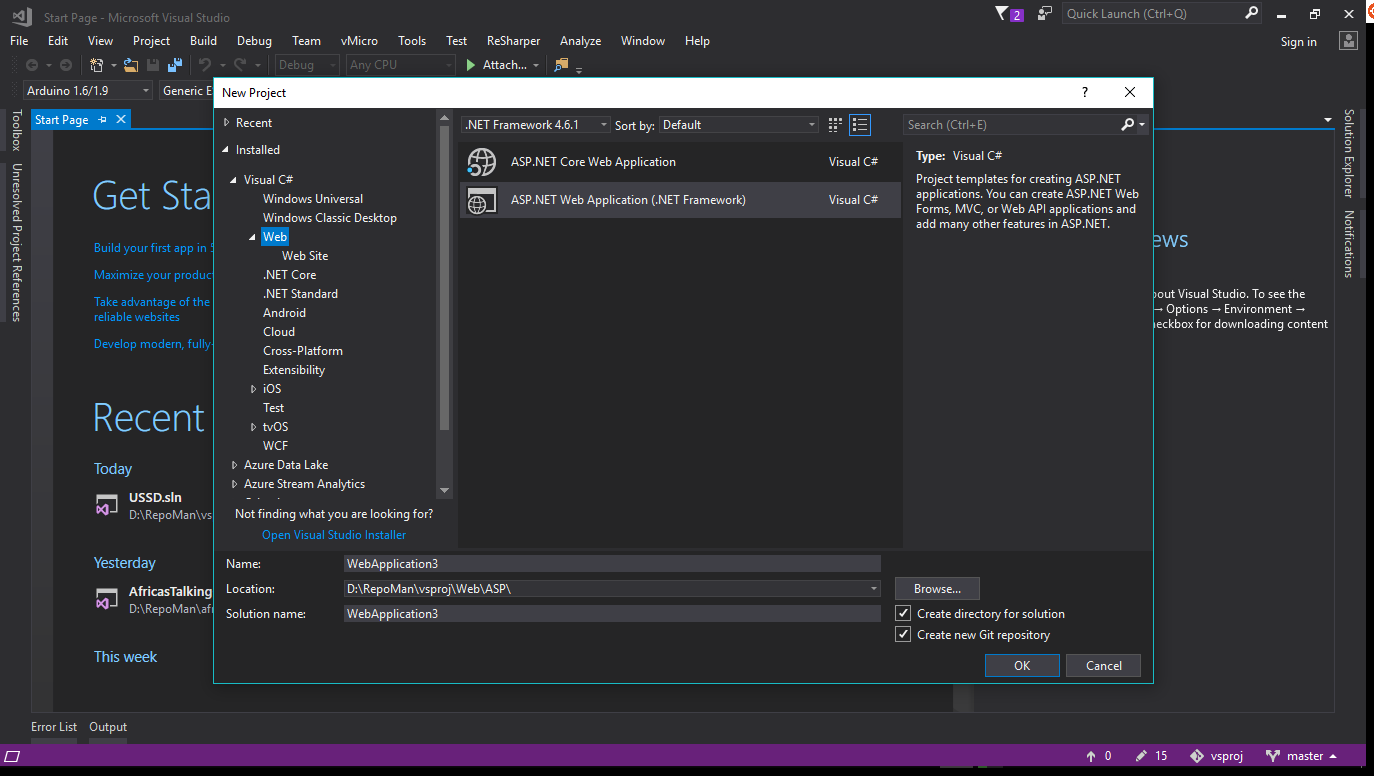 Start Page - Microsoft Visual Studio
2
Quick Launch (Ctrl+Q)
File Edit View Project Build Debug Team vMicro Tools Test ReSharper Analyze Window Help
Sign in
Debug Any CPU Attach...
Arduino 1.6/1.9 Generic E
Toolbox
Unresolved Project References
Start Page
Get Sta
Build your first app in 5
Maximize your produc
Take advantage of the
reliable websites
Develop modern, fully-
Recent
Today
USSD.sln
D:\RepoMan\vs
Yesterday
AfricasTalking
D:\RepoMan\afr
This week
New Project
?
Recent
Installed
Visual C#
Windows Universal
Windows Classic Desktop
Web
Web Site
.NET Core
.NET Standard
Android
Cloud
Cross-Platform
Extensibility
iOS
Test
tvOS
WCF
Azure Data Lake
Azure Stream Analytics
Not finding what you are looking for?
Open Visual Studio Installer
.NET Framework 4.6.1 Sort by: Default
ASP.NET Core Web Application Visual C#
ASP.NET Web Application (.NET Framework) Visual C#
Search (Ctrl+E)
Type: Visual C#
Project templates for creating ASP.NET
applications. You can create ASP.NET Web
Forms, MVC, or Web API applications and
add many other features in ASP.NET.
Name: WebApplication3
Location: D:\RepoMan\vsproj\Web\ASP\
Browse...
Solution name: WebApplication3
Create directory for solution
Create new Git repository
OK Cancel
ews
bout Visual Studio. To see the
→ Options → Environment →
heckbox for downloading content
Solution Explorer
Notifications
Error List Output
0 15 vsproj master